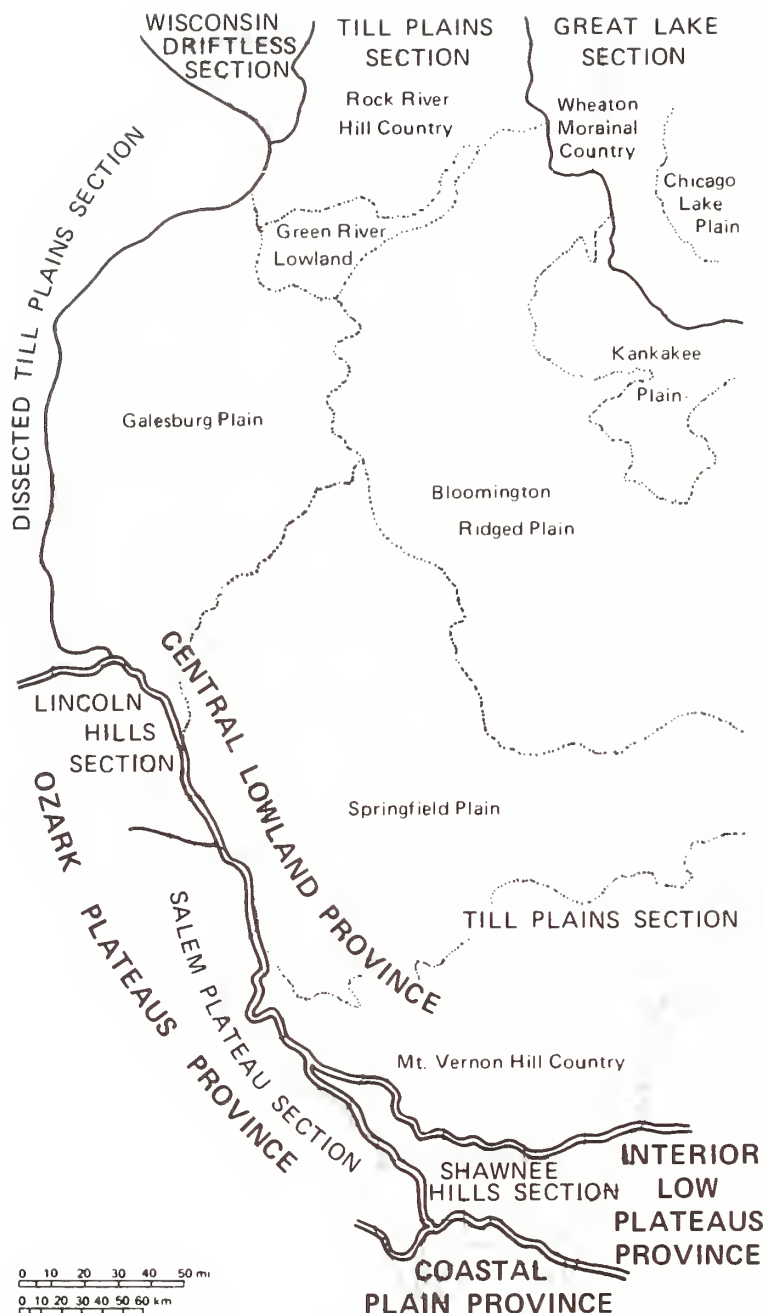 WISCONSIN
DRIFTLESS
SECTION
TILL PLAINS
SECTION
GREAT LAKE
SECTION
Rock River
Hill Country
Wheaton
Morainal
Country
Chicago
Lake
Plain
DISSECTED TILL PLAINS SECTION
Green River
Lowland
Kankakee
Plain
Galesburg Plain
Bloomington
Ridged Plain
CENTRAL LOWLAND PROVINCE
LINCOLN
HILLS
SECTION
OZARK PLATEAUS PROVINCE
Springfield Plain
SALEM PLATEAU SECTION
TILL PLAINS SECTION
Mt. Vernon Hill Country
SHAWNEE
HILLS SECTION
INTERIOR
LOW
PLATEAUS
PROVINCE
COASTAL
PLAIN PROVINCE
0 10 20 30 40 50 mi
0 10 20 30 40 50 60 km